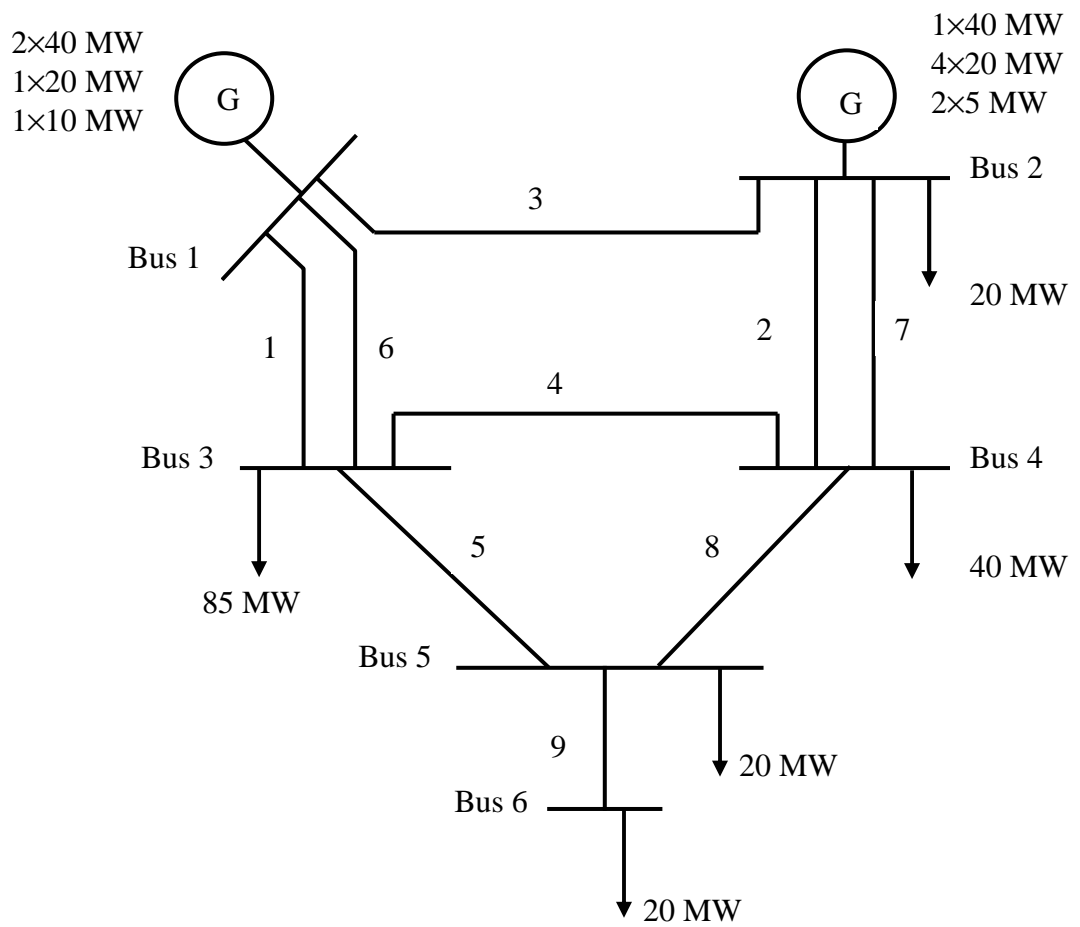 2×40 MW
1×20 MW
1×10 MW
G
1×40 MW
4×20 MW
2×5 MW
G
Bus 2
3
Bus 1
20 MW
1
6
2
7
4
Bus 3
Bus 4
5
8
85 MW
40 MW
Bus 5
9
20 MW
Bus 6
20 MW